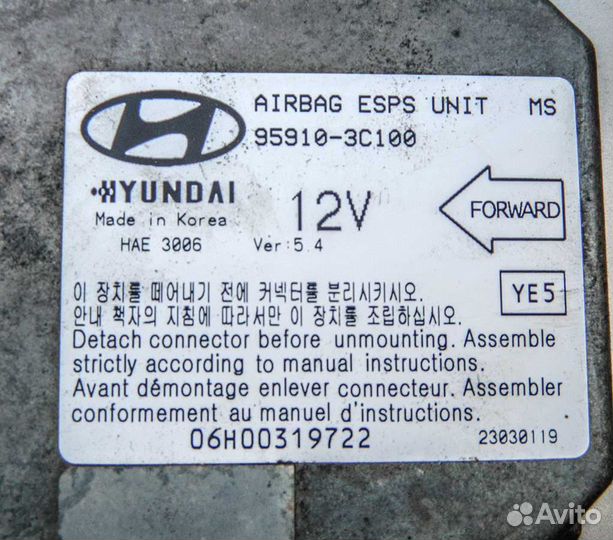 AIRBAG ESPS UNIT MS
95910-3C100
HYUNDAI
Made in Korea
HAE 3006
12V
Ver:5.4
FORWARD
이 장치를 떼어내기 전에 커넥터를 분리시키시오.
안내 책자의 지침에 따라서만 이 장치를 조립하십시오.
YE5
Detach connector before unmounting. Assemble
strictly according to manual instructions.
Avant démontage enlever connecteur. Assembler
conformement au manuel d'instructions.
06H00319722
23030119
Avito